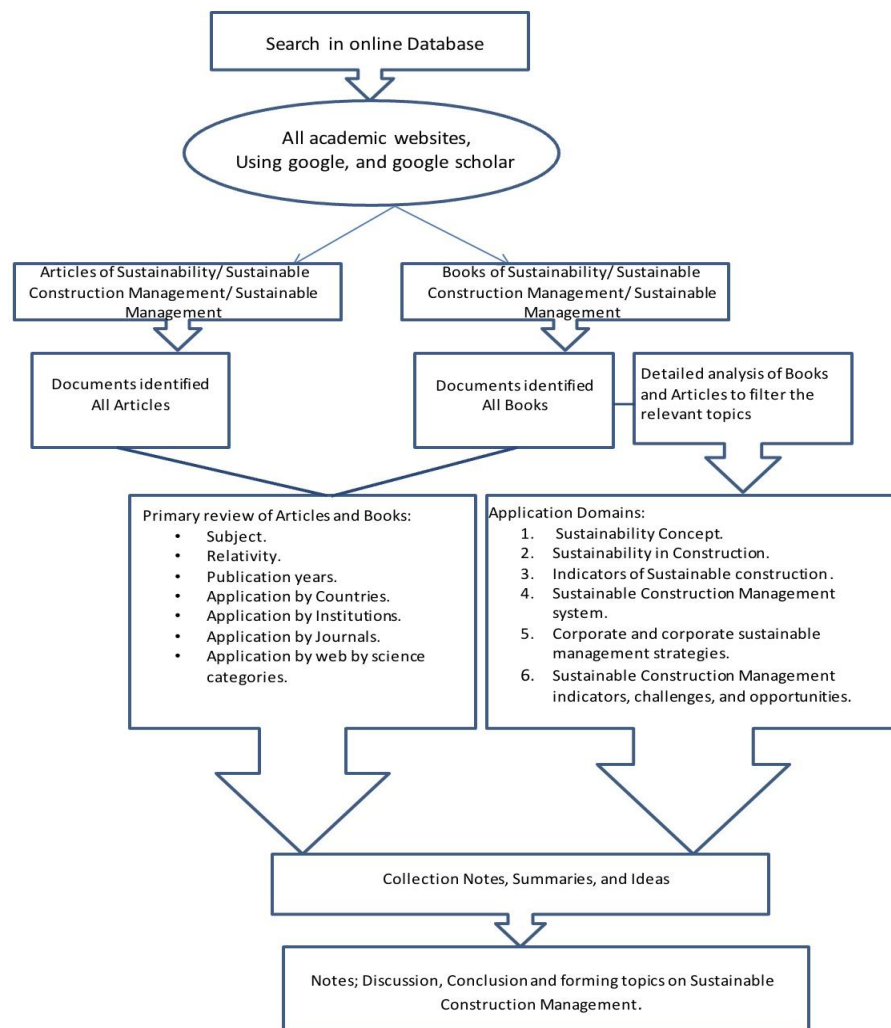 Search in online Database
All academic websites,
Using google, and google scholar
Articles of Sustainability/ Sustainable
Construction Management/ Sustainable
Management
Books of Sustainability/ Sustainable
Construction Management/ Sustainable
Management
Documents identified
All Articles
Documents identified
All Books
Detailed analysis of Books
and Articles to filter the
relevant topics
Primary review of Articles and Books:
• Subject.
• Relativity.
• Publication years.
• Application by Countries.
• Application by Institutions.
• Application by Journals.
• Application by web by science
categories.
Application Domains:
1. Sustainability Concept.
2. Sustainability in Construction.
3. Indicators of Sustainable construction.
4. Sustainable Construction Management
system.
5. Corporate and corporate sustainable
management strategies.
6. Sustainable Construction Management
indicators, challenges, and opportunities.
Collection Notes, Summaries, and Ideas
Notes; Discussion, Conclusion and forming topics on Sustainable
Construction Management.